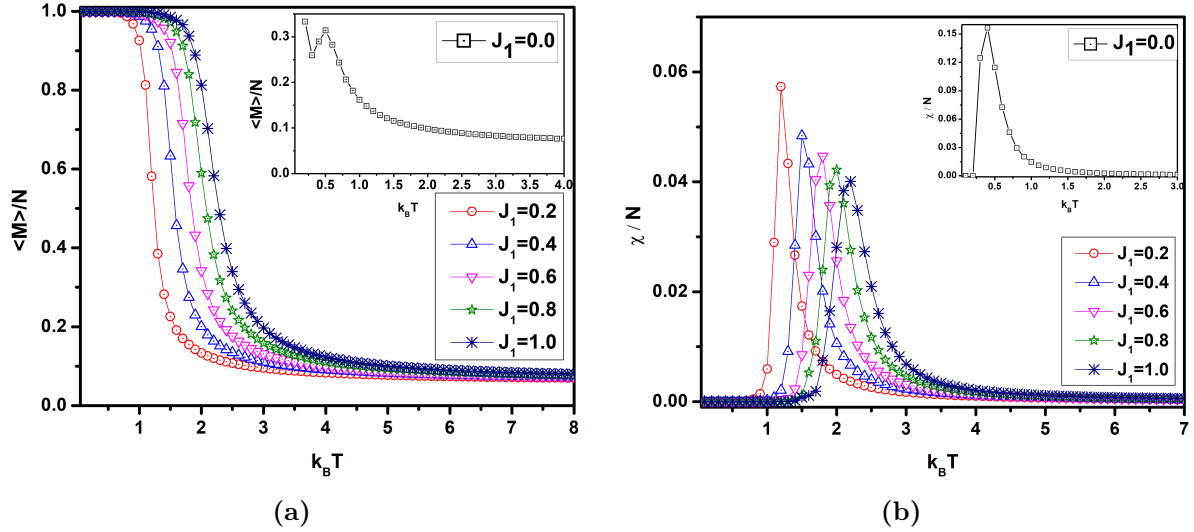 <M>/N
1.0
0.8
0.6
0.4
0.2
0.0
1
2
3
4
5
6
7
8
k_BT
<M>/N
0.3
0.2
0.1
0.0
0.5
1.0
1.5
2.0
2.5
3.0
3.5
4.0
k_BT
J_1=0.0
J_1=0.2
J_1=0.4
J_1=0.6
J_1=0.8
J_1=1.0
(a)
χ / N
0.06
0.04
0.02
0.00
1
2
3
4
5
6
7
k_BT
χ / N
0.15
0.12
0.09
0.06
0.03
0.00
0.5
1.0
1.5
2.0
2.5
3.0
k_BT
J_1=0.0
J_1=0.2
J_1=0.4
J_1=0.6
J_1=0.8
J_1=1.0
(b)